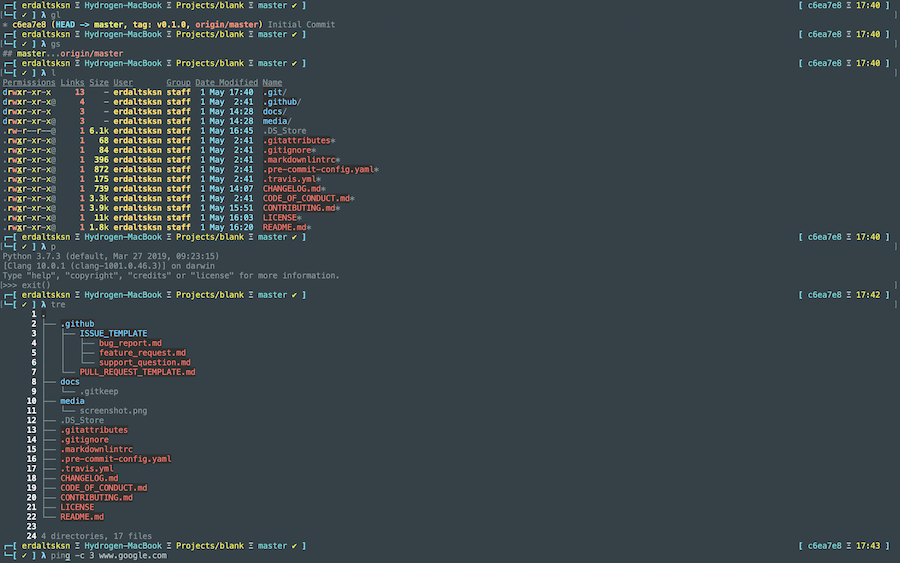 ┌─[ erdaltsksn Ξ Hydrogen-MacBook Ξ Projects/blank Ξ master ✔ ] [ c6ea7e8 Ξ 17:40 ]
└─[ ✔ ] λ gl
* c6ea7e8 (HEAD -> master, tag: v0.1.0, origin/master) Initial Commit
┌─[ erdaltsksn Ξ Hydrogen-MacBook Ξ Projects/blank Ξ master ✔ ] [ c6ea7e8 Ξ 17:40 ]
└─[ ✔ ] λ gs
## master...origin/master
┌─[ erdaltsksn Ξ Hydrogen-MacBook Ξ Projects/blank Ξ master ✔ ] [ c6ea7e8 Ξ 17:40 ]
└─[ ✔ ] λ l
Permissions Links Size User Group Date Modified Name
drwxr-xr-x 13 - erdaltsksn staff 1 May 17:40 .git/
drwxr-xr-x@ 4 - erdaltsksn staff 1 May 2:41 .github/
drwxr-xr-x@ 3 - erdaltsksn staff 1 May 14:28 docs/
drwxr-xr-x@ 3 - erdaltsksn staff 1 May 14:28 media/
.rw-r--r--@ 1 6.1k erdaltsksn staff 1 May 16:45 .DS_Store
.rwxr-xr-x@ 1 68 erdaltsksn staff 1 May 2:41 .gitattributes*
.rwxr-xr-x@ 1 84 erdaltsksn staff 1 May 2:41 .gitignore*
.rwxr-xr-x@ 1 396 erdaltsksn staff 1 May 2:41 .markdownlintrc*
.rwxr-xr-x@ 1 872 erdaltsksn staff 1 May 2:41 .pre-commit-config.yaml*
.rwxr-xr-x@ 1 175 erdaltsksn staff 1 May 2:41 .travis.yml*
.rwxr-xr-x@ 1 739 erdaltsksn staff 1 May 14:07 CHANGELOG.md*
.rwxr-xr-x@ 1 3.3k erdaltsksn staff 1 May 2:41 CODE_OF_CONDUCT.md*
.rwxr-xr-x@ 1 3.9k erdaltsksn staff 1 May 15:51 CONTRIBUTING.md*
.rwxr-xr-x@ 1 11k erdaltsksn staff 1 May 16:03 LICENSE*
.rwxr-xr-x@ 1 1.8k erdaltsksn staff 1 May 16:20 README.md*
┌─[ erdaltsksn Ξ Hydrogen-MacBook Ξ Projects/blank Ξ master ✔ ] [ c6ea7e8 Ξ 17:40 ]
└─[ ✔ ] λ p
Python 3.7.3 (default, Mar 27 2019, 09:23:15)
[Clang 10.0.1 (clang-1001.0.46.3)] on darwin
Type "help", "copyright", "credits" or "license" for more information.
>>> exit()
┌─[ erdaltsksn Ξ Hydrogen-MacBook Ξ Projects/blank Ξ master ✔ ] [ c6ea7e8 Ξ 17:42 ]
└─[ ✔ ] λ tre
1 .
2 ├── .github
3 │   ├── ISSUE_TEMPLATE
4 │   │   ├── bug_report.md
5 │   │   ├── feature_request.md
6 │   │   └── support_question.md
7 │   └── PULL_REQUEST_TEMPLATE.md
8 ├── docs
9 │   └── .gitkeep
10 ├── media
11 │   └── screenshot.png
12 ├── .DS_Store
13 ├── .gitattributes
14 ├── .gitignore
15 ├── .markdownlintrc
16 ├── .pre-commit-config.yaml
17 ├── .travis.yml
18 ├── CHANGELOG.md
19 ├── CODE_OF_CONDUCT.md
20 ├── CONTRIBUTING.md
21 ├── LICENSE
22 └── README.md
23
24 4 directories, 17 files
┌─[ erdaltsksn Ξ Hydrogen-MacBook Ξ Projects/blank Ξ master ✔ ] [ c6ea7e8 Ξ 17:43 ]
└─[ ✔ ] λ ping -c 3 www.google.com